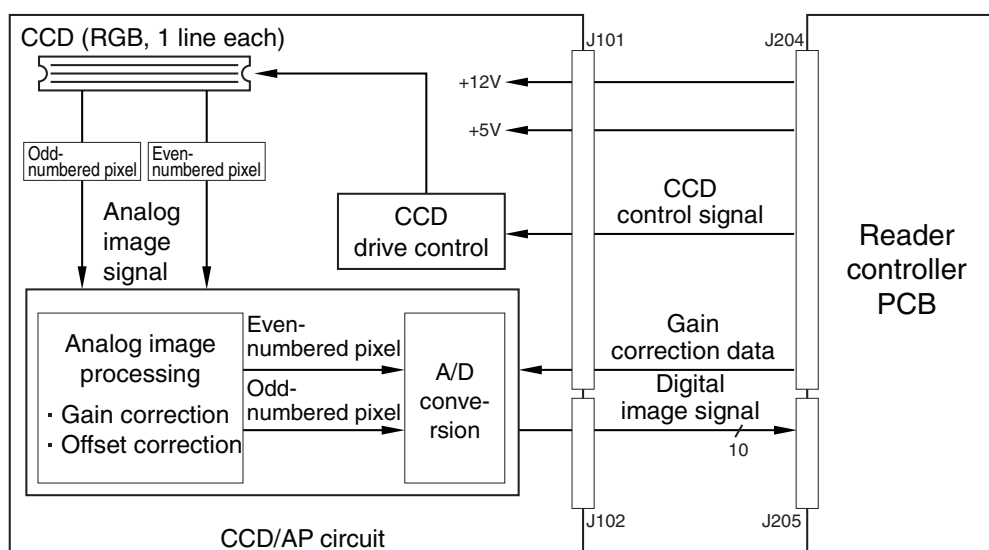 CCD (RGB, 1 line each)
J101
J204
+12V
+5V
Odd-
numbered pixel
Even-
numbered pixel
Analog
image
signal
CCD
drive control
CCD
control signal
Reader
controller
PCB
Analog image
processing
· Gain correction
· Offset correction
Even-
numbered pixel
Odd-
numbered pixel
A/D
conve-
rsion
Gain
correction data
Digital
image signal
10
J102
J205
CCD/AP circuit